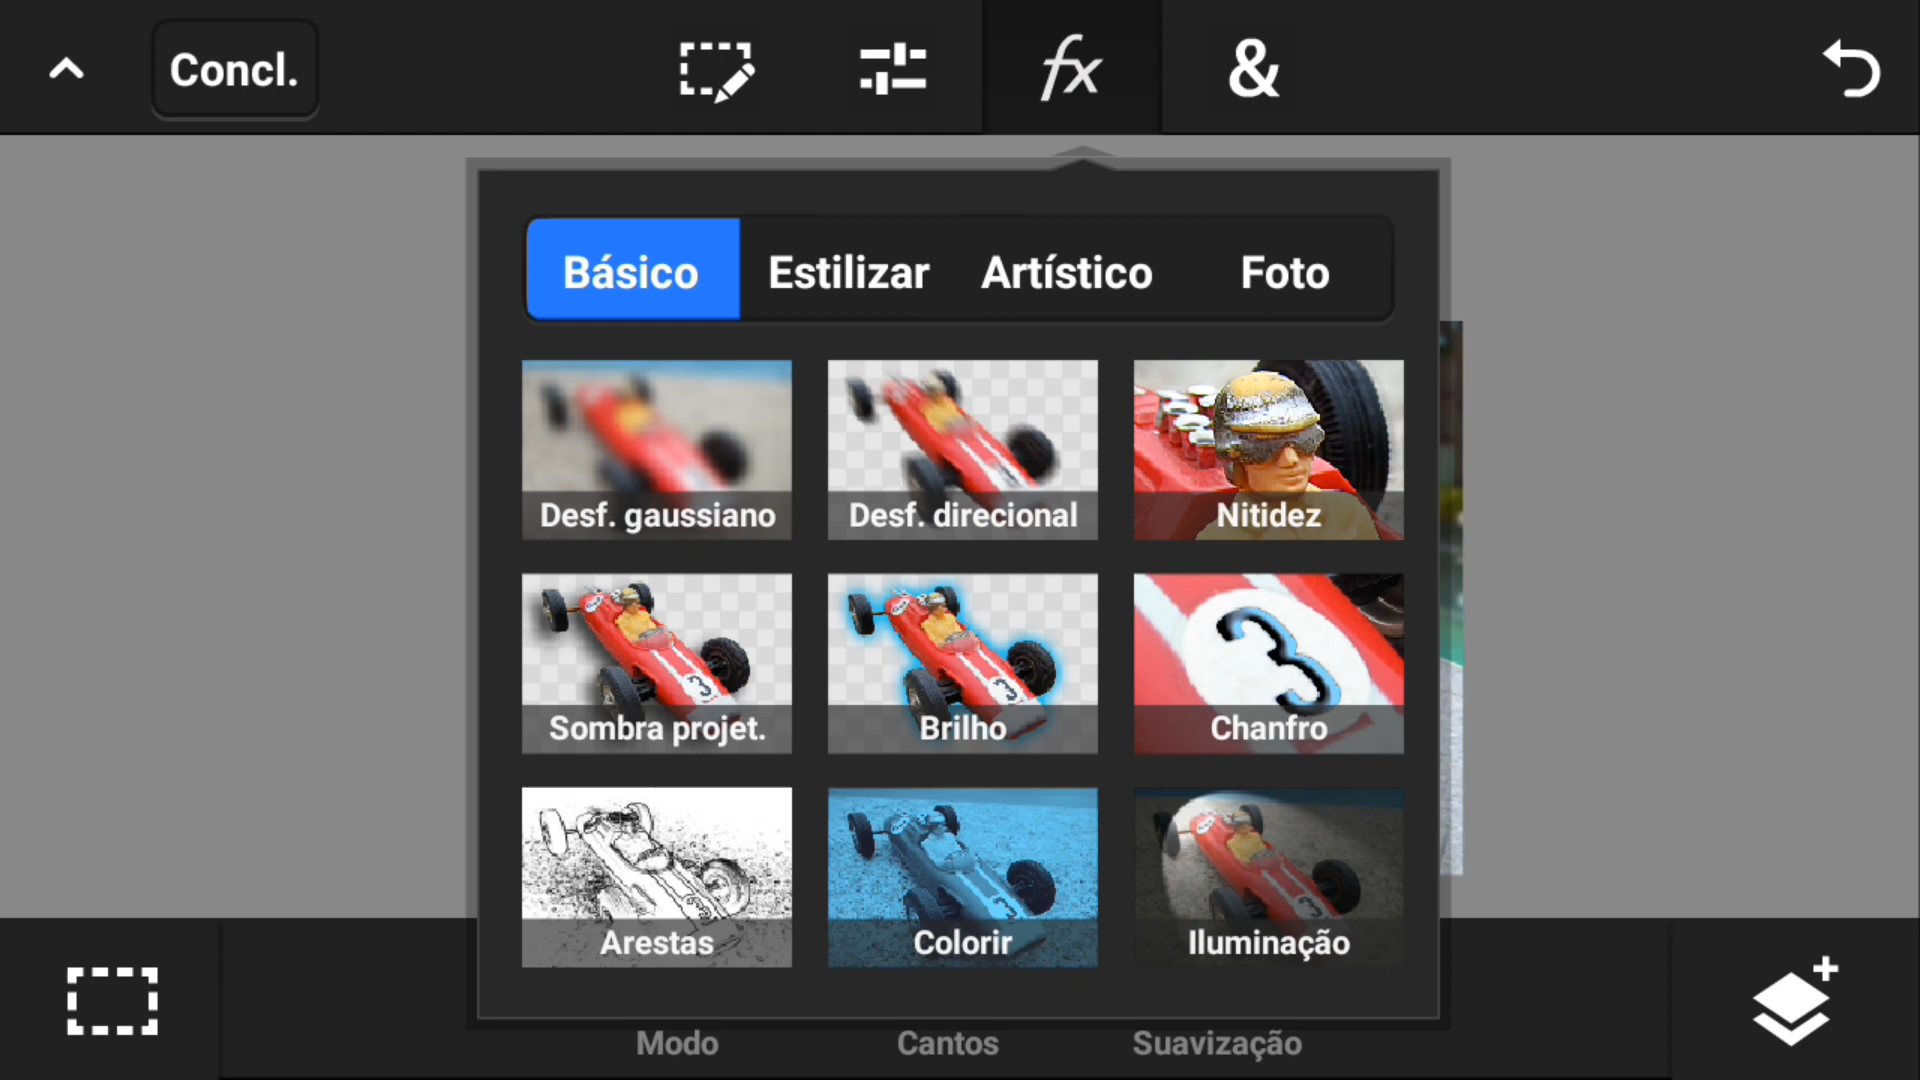 Concl.
fx
&
Básico Estilizar Artístico Foto
Desf. gaussiano Desf. direcional Nitidez
Sombra projet. Brilho Chanfro
Arestas Colorir Iluminação
Modo Cantos Suavização